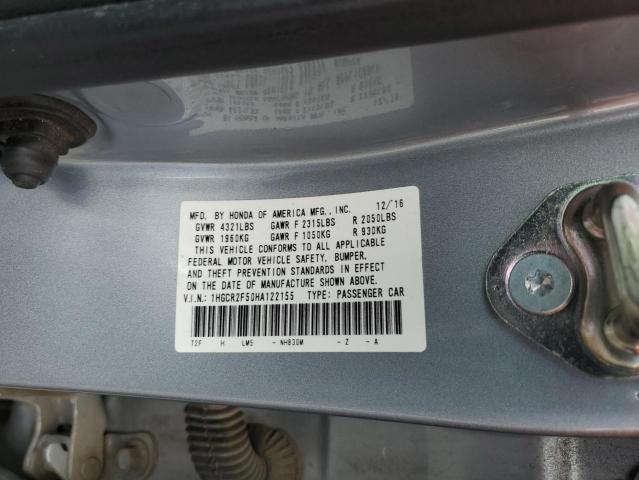 MFD. BY HONDA OF AMERICA MFG., INC. 12/'16
GVWR 4321LBS GAWR F 2315LBS R 2050LBS
GVWR 1960KG GAWR F 1050KG R 930KG
THIS VEHICLE CONFORMS TO ALL APPLICABLE
FEDERAL MOTOR VEHICLE SAFETY, BUMPER,
AND THEFT PREVENTION STANDARDS IN EFFECT
ON THE DATE OF MANUFACTURE SHOWN ABOVE.
V.I.N.: 1HGCR2F50HA122155 TYPE: PASSENGER CAR
T2F H LM5 - NH830M - Z - A